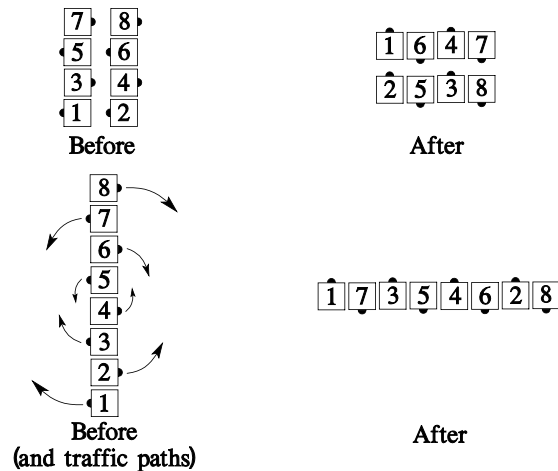 7 8
5 6
3 4
1 2
Before
1 6 4 7
2 5 3 8
After
8
7
6
5
4
3
2
1
Before
(and traffic paths)
1 7 3 5 4 6 2 8
After